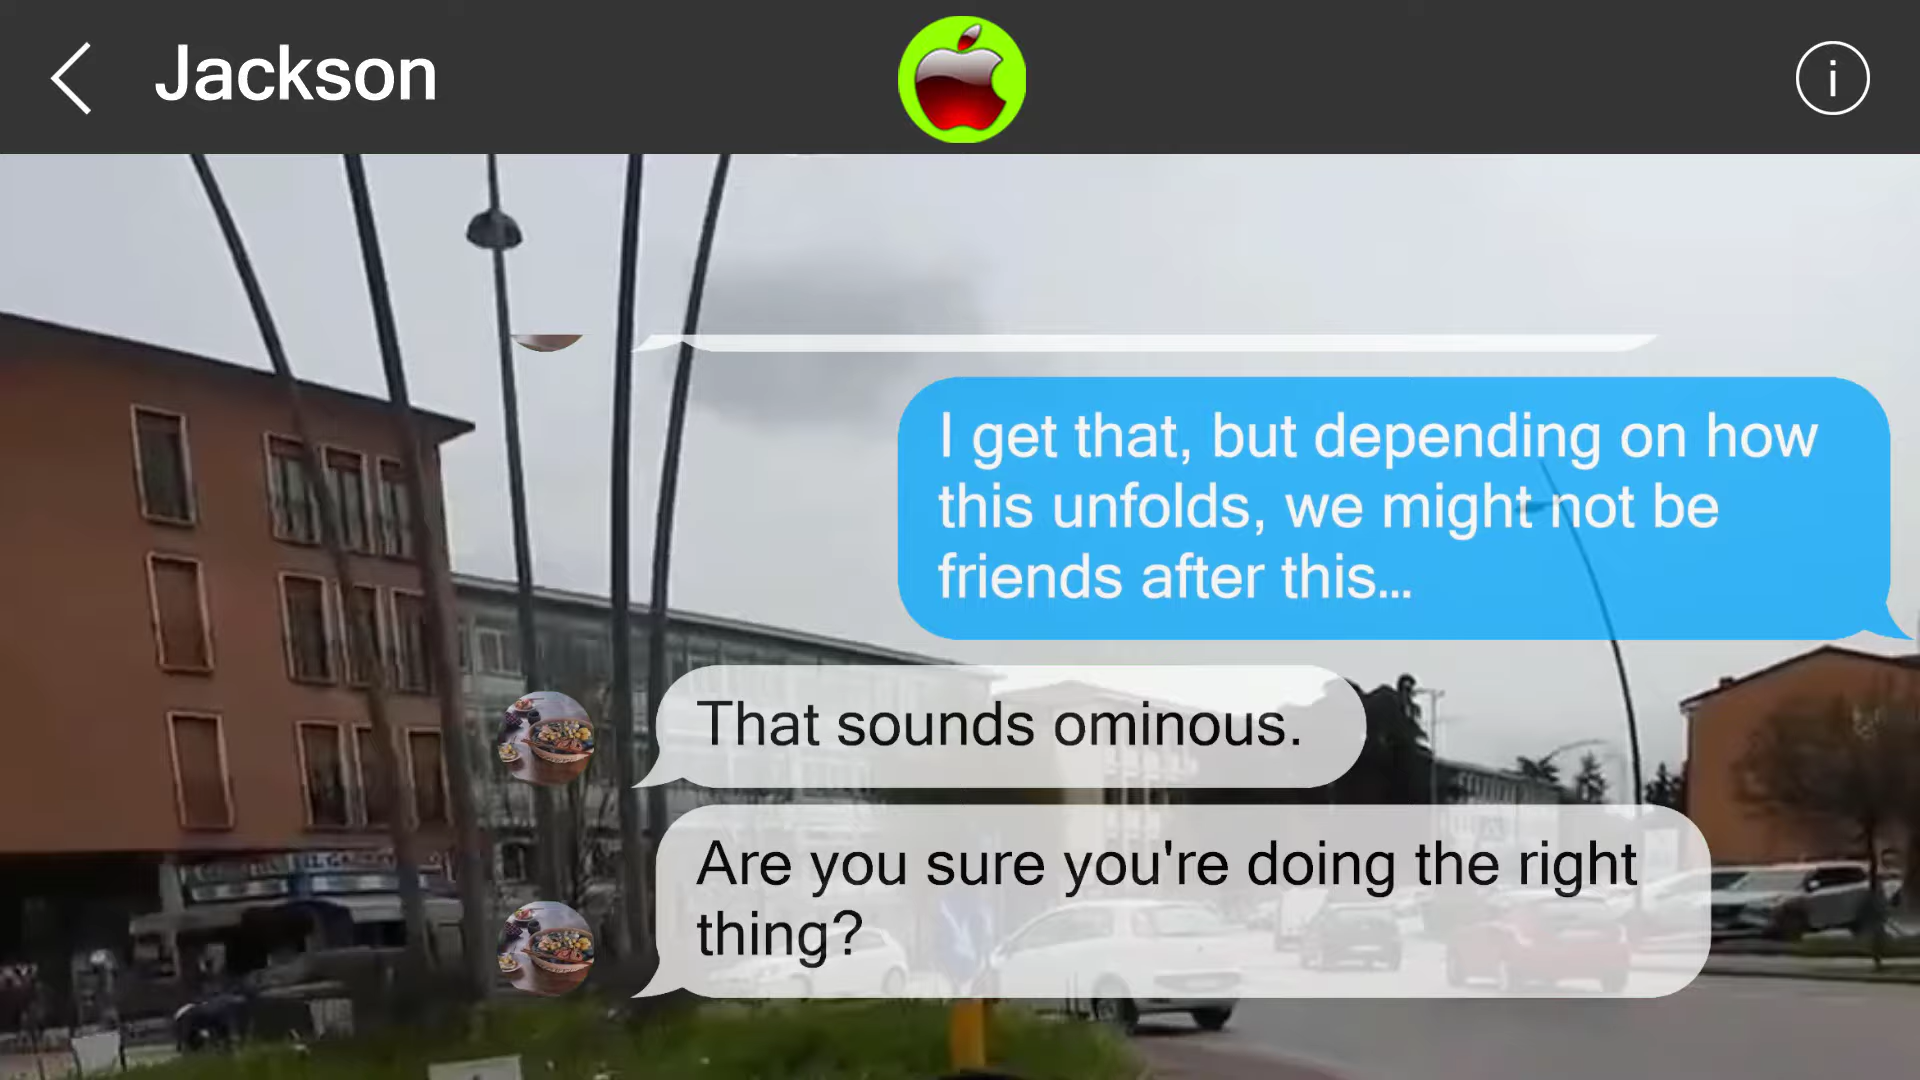 Jackson
I get that, but depending on how
this unfolds, we might not be
friends after this...
That sounds ominous.
Are you sure you're doing the right
thing?